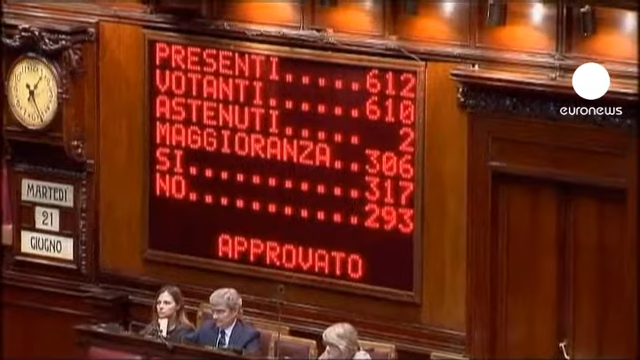 PRESENTI.....612
VOTANTI......610
ASTENUTI..... 2
MAGGIORANZA..306
SI...........317
NO...........293
APPROVATO
MARTEDI
21
GIUGNO
euronews